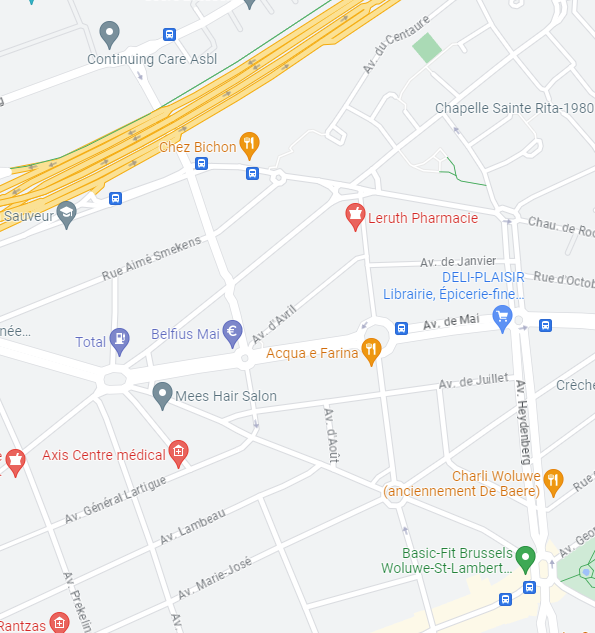 Continuing Care Asbl
Av. du Centaure
Chapelle Sainte Rita-1980
Chez Bichon
Sauveur
Leruth Pharmacie
Chau. de Roo
Rue Aimé Smekens
Av. de Janvier
DELI-PLAISIR
Librairie, Épicerie-fine...
Rue d'Octob
Av. d'Avril
née...
Total
Belfius Mai
€
Av. de Mai
Acqua e Farina
Av. de Juillet
Crèche
Mees Hair Salon
Av. d'Août
Av. Heydenberg
Axis Centre médical
Charli Woluwe
(anciennement De Baere)
Rue
Av. Général Lartigue
Av. Lambeau
Av. Geor
Basic-Fit Brussels
Woluwe-St-Lambert...
Av. Marie-José
Av. Prekelin
Av.
Rantzas